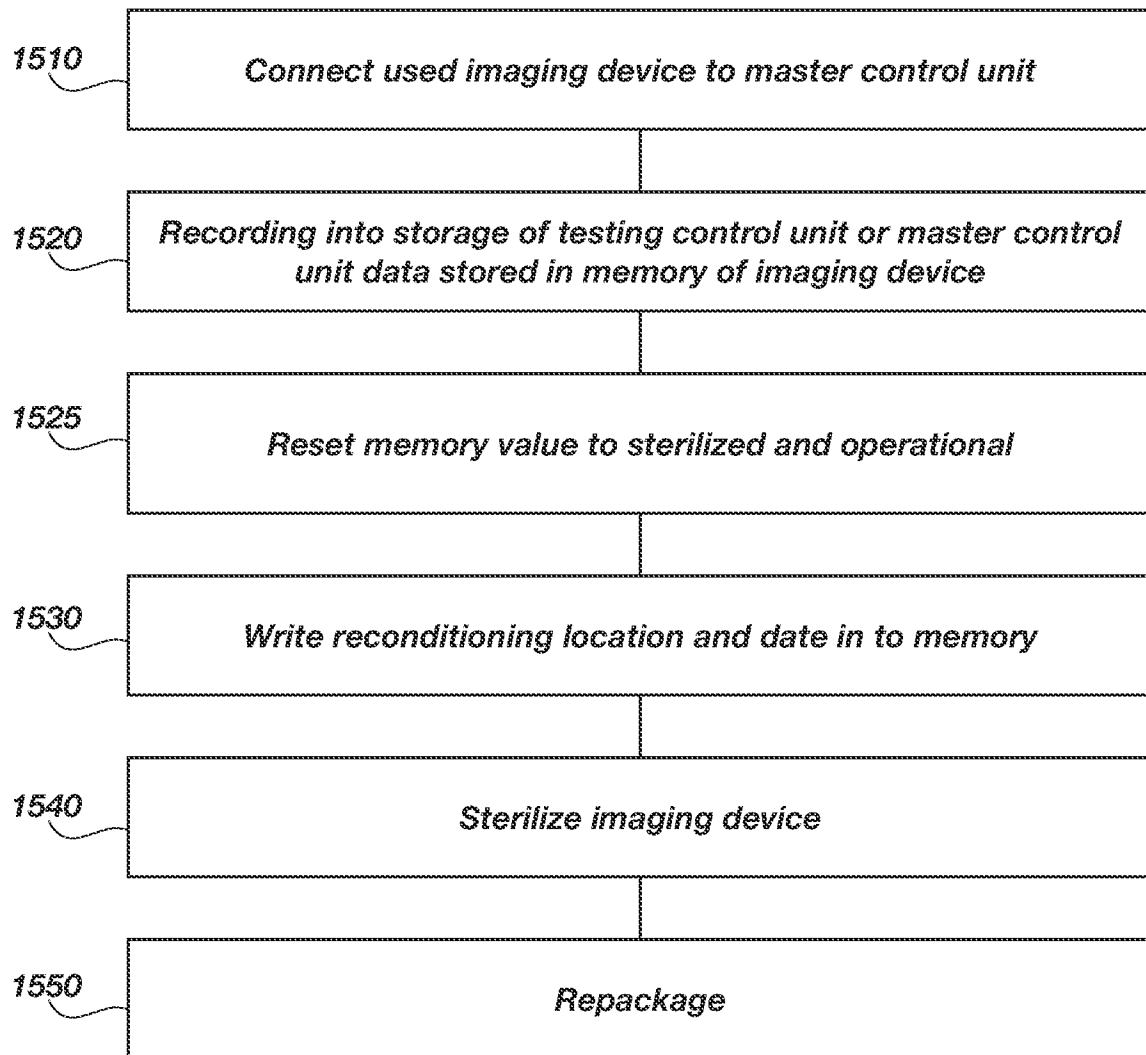 1510
Connect used imaging device to master control unit
1520
Recording into storage of testing control unit or master control
unit data stored in memory of imaging device
1525
Reset memory value to sterilized and operational
1530
Write reconditioning location and date in to memory
1540
Sterilize imaging device
1550
Repackage